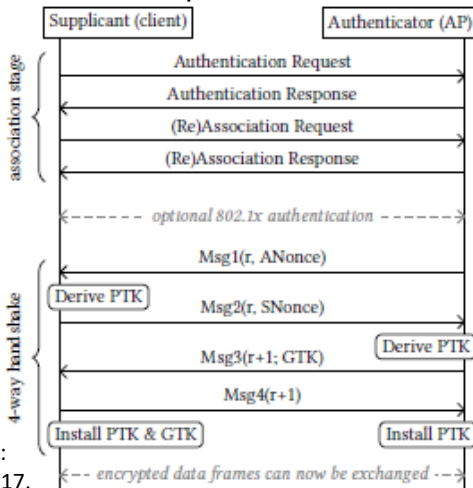 Supplicant (client)
Authenticator (AP)
association stage
Authentication Request
Authentication Response
(Re)Association Request
(Re)Association Response
optional 802.1x authentication
4-way handshake
Msg1(r, ANonce)
Derive PTK
Msg2(r, SNonce)
Derive PTK
Msg3(r+1; GTK)
Msg4(r+1)
Install PTK & GTK
Install PTK
:
17.
encrypted data frames can now be exchanged